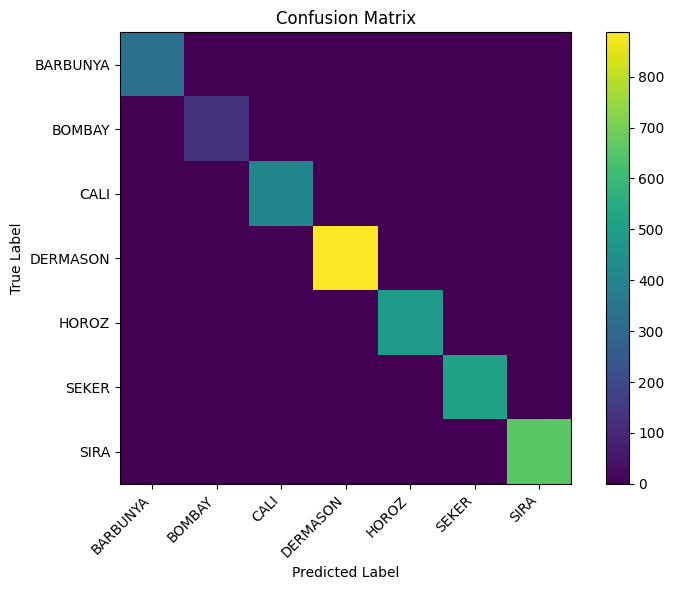 Confusion Matrix
True Label
BARBUNYA
BOMBAY
CALI
DERMASON
HOROZ
SEKER
SIRA
BARBUNYA
BOMBAY
CALI
DERMASON
HOROZ
SEKER
SIRA
Predicted Label
800
700
600
500
400
300
200
100
0